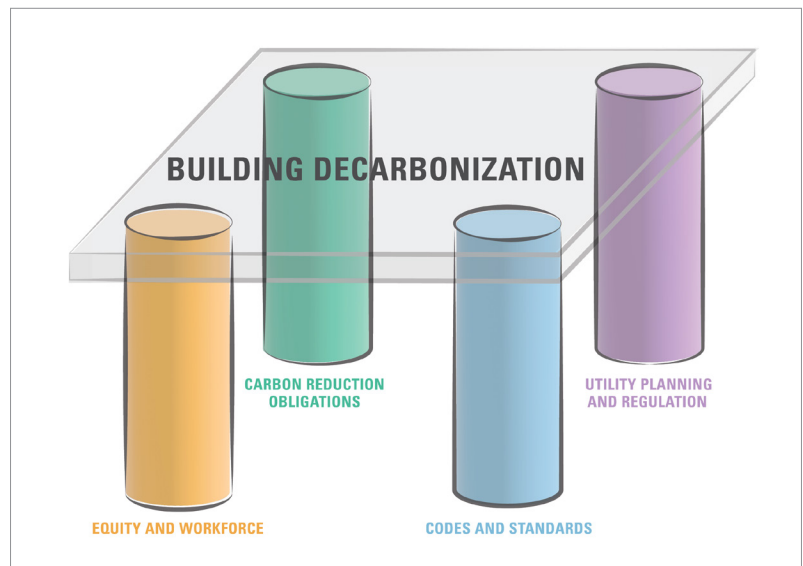 BUILDING DECARBONIZATION
CARBON REDUCTION
OBLIGATIONS
UTILITY PLANNING
AND REGULATION
EQUITY AND WORKFORCE
CODES AND STANDARDS